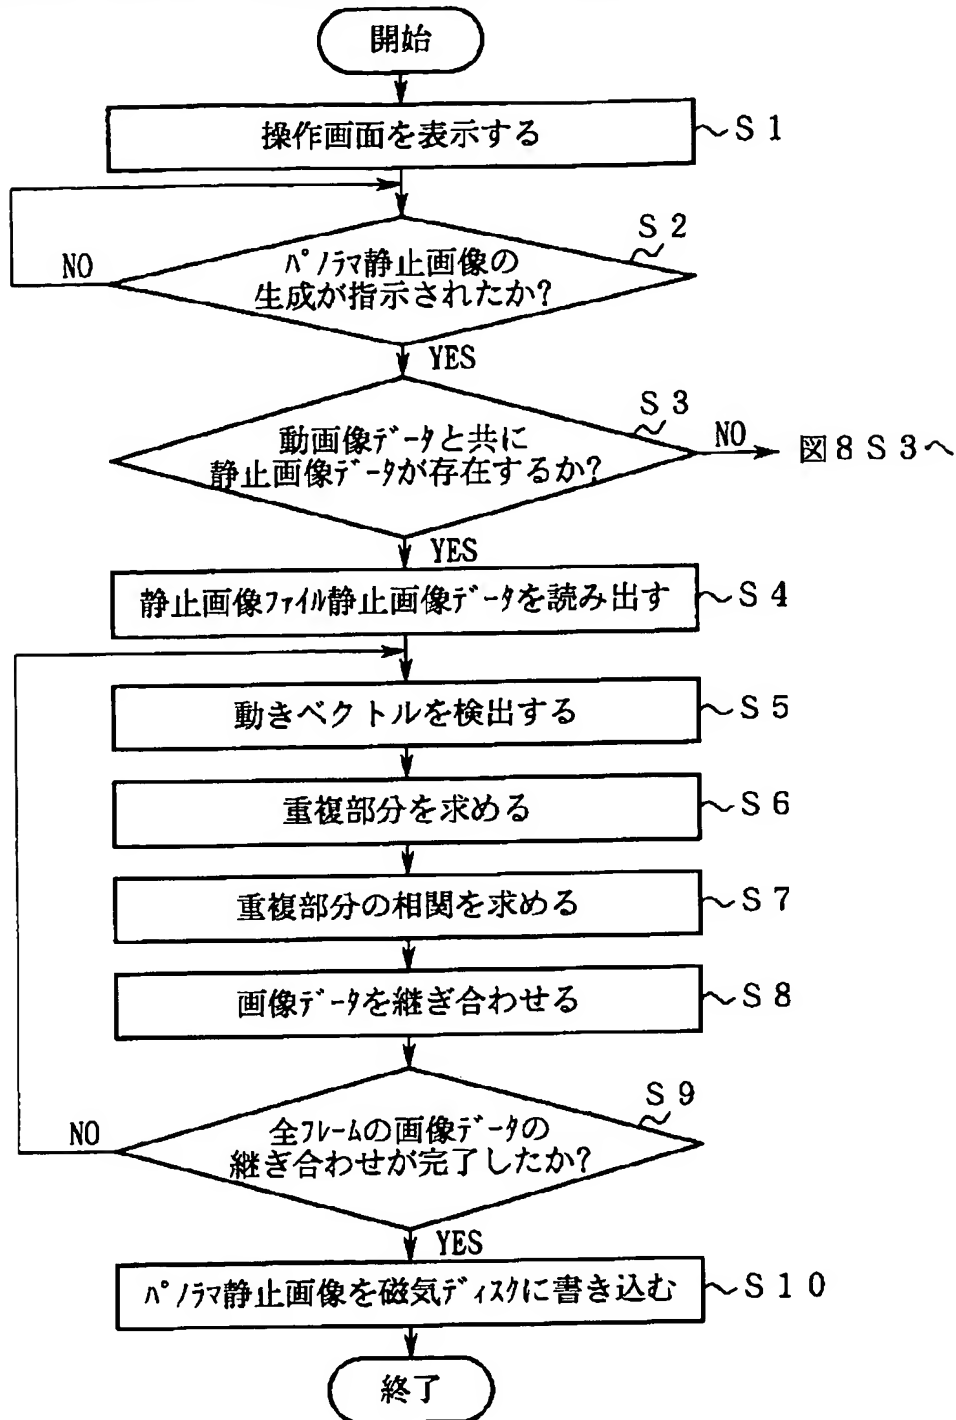 開始
操作画面を表示する
S1
S2
NO
ﾊﾟﾉﾗﾏ静止画像の
生成が指示されたか?
YES
S3
動画像ﾃﾞｰﾀと共に
静止画像ﾃﾞｰﾀが存在するか?
NO
図8S3へ
YES
静止画像ﾌｧｲﾙ静止画像ﾃﾞｰﾀを読み出す
S4
動きベクトルを検出する
S5
重複部分を求める
S6
重複部分の相関を求める
S7
画像ﾃﾞｰﾀを継ぎ合わせる
S8
S9
NO
全ﾌﾚｰﾑの画像ﾃﾞｰﾀの
継ぎ合わせが完了したか?
YES
ﾊﾟﾉﾗﾏ静止画像を磁気ﾃﾞｨｽｸに書き込む
S10
終了